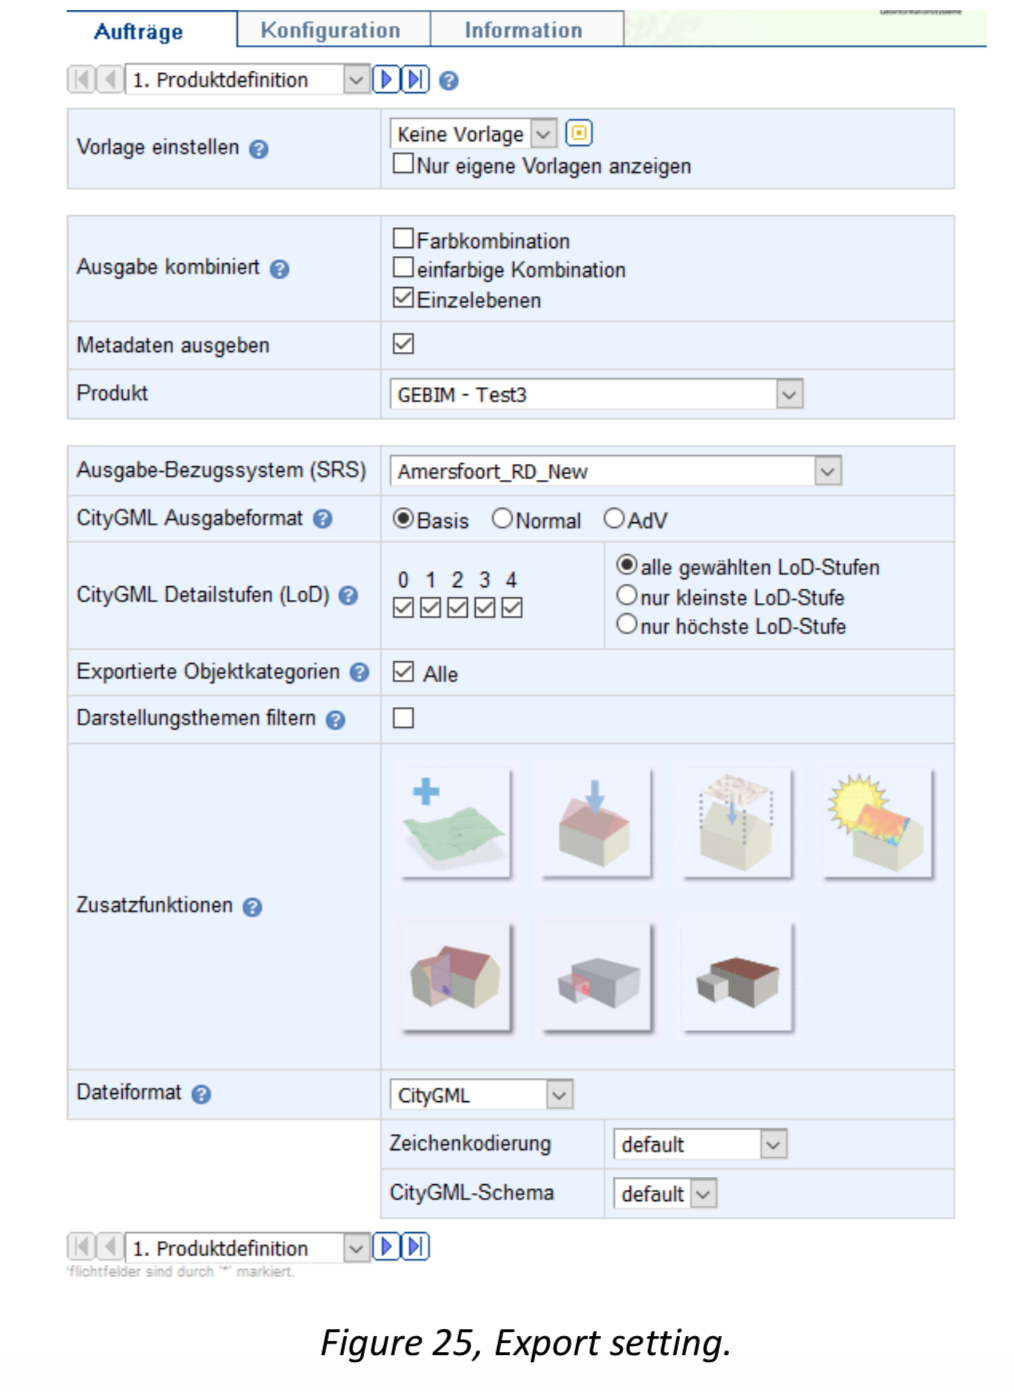 Aufträge Konfiguration Information
1. Produktdefinition
Vorlage einstellen Keine Vorlage
Nur eigene Vorlagen anzeigen
Ausgabe kombiniert Farbkombination
einfarbige Kombination
Einzelebenen
Metadaten ausgeben
Produkt GEBIM - Test3
Ausgabe-Bezugssystem (SRS) Amersfoort_RD_New
CityGML Ausgabeformat Basis Normal AdV
CityGML Detailstufen (LoD) 0 1 2 3 4
alle gewählten LoD-Stufen
nur kleinste LoD-Stufe
nur höchste LoD-Stufe
Exportierte Objektkategorien Alle
Darstellungsthemen filtern
Zusatzfunktionen
Dateiformat CityGML
Zeichenkodierung default
CityGML-Schema default
1. Produktdefinition
flichtfelder sind durch "*" markiert.
Figure 25, Export setting.